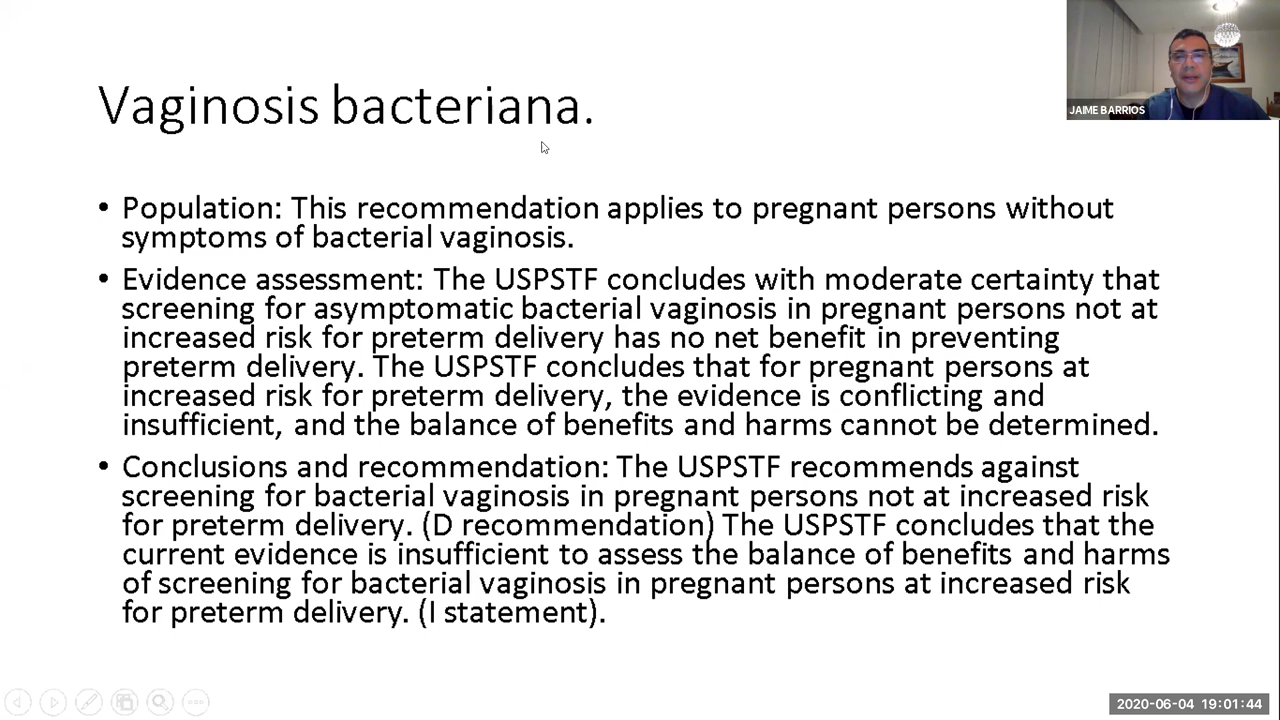 Vaginosis bacteriana.
JAIME BARRIOS
• Population: This recommendation applies to pregnant persons without
symptoms of bacterial vaginosis.
• Evidence assessment: The USPSTF concludes with moderate certainty that
screening for asymptomatic bacterial vaginosis in pregnant persons not at
increased risk for preterm delivery has no net benefit in preventing
preterm delivery. The USPSTF concludes that for pregnant persons at
increased risk for preterm delivery, the evidence is conflicting and
insufficient, and the balance of benefits and harms cannot be determined.
• Conclusions and recommendation: The USPSTF recommends against
screening for bacterial vaginosis in pregnant persons not at increased risk
for preterm delivery. (D recommendation) The USPSTF concludes that the
current evidence is insufficient to assess the balance of benefits and harms
of screening for bacterial vaginosis in pregnant persons at increased risk
for preterm delivery. (I statement).
2020-06-04 19:01:44